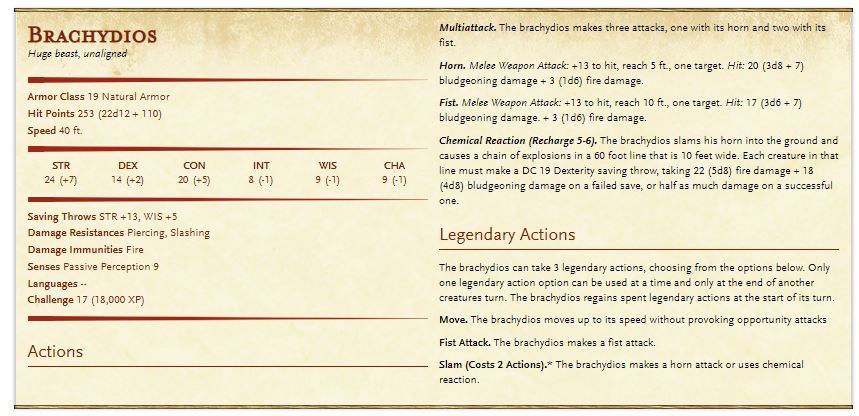 Brachydios
Huge beast, unaligned
Armor Class 19 Natural Armor
Hit Points 253 (22d12 + 110)
Speed 40 ft.
STR DEX CON INT WIS CHA
24 (+7) 14 (+2) 20 (+5) 8 (-1) 9 (-1) 9 (-1)
Saving Throws STR +13, WIS +5
Damage Resistances Piercing, Slashing
Damage Immunities Fire
Senses Passive Perception 9
Languages --
Challenge 17 (18,000 XP)
Actions
Multiattack. The brachydios makes three attacks, one with its horn and two with its
fist.
Horn. Melee Weapon Attack: +13 to hit, reach 5 ft., one target. Hit: 20 (3d8 + 7)
bludgeoning damage + 3 (1d6) fire damage.
Fist. Melee Weapon Attack: +13 to hit, reach 10 ft., one target. Hit: 17 (3d6 + 7)
bludgeoning damage. + 3 (1d6) fire damage.
Chemical Reaction (Recharge 5-6). The brachydios slams his horn into the ground and
causes a chain of explosions in a 60 foot line that is 10 feet wide. Each creature in that
line must make a DC 19 Dexterity saving throw, taking 22 (5d8) fire damage + 18
(4d8) bludgeoning damage on a failed save, or half as much damage on a successful
one.
Legendary Actions
The brachydios can take 3 legendary actions, choosing from the options below. Only
one legendary action option can be used at a time and only at the end of another
creatures turn. The brachydios regains spent legendary actions at the start of its turn.
Move. The brachydios moves up to its speed without provoking opportunity attacks
Fist Attack. The brachydios makes a fist attack.
Slam (Costs 2 Actions).* The brachydios makes a horn attack or uses chemical
reaction.